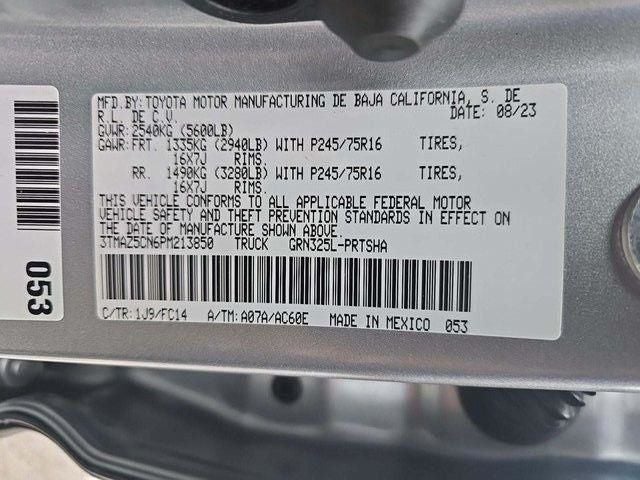 MFD.BY:TOYOTA MOTOR MANUFACTURING DE BAJA CALIFORNIA, S. DE
R.L. DE C.V. DATE: 08/23
GVWR:2540KG (5600LB)
GAWR:FRT. 1335KG (2940LB) WITH P245/75R16 TIRES,
16X7J RIMS.
RR. 1490KG (3280LB) WITH P245/75R16 TIRES,
16X7J RIMS.
THIS VEHICLE CONFORMS TO ALL APPLICABLE FEDERAL MOTOR
VEHICLE SAFETY AND THEFT PREVENTION STANDARDS IN EFFECT ON
THE DATE OF MANUFACTURE SHOWN ABOVE.
3TMAZ5CN6PM213850 TRUCK GRN325L-PRTSHA
C/TR:1J9/FC14 A/TM:A07A/AC60E MADE IN MEXICO 053
053